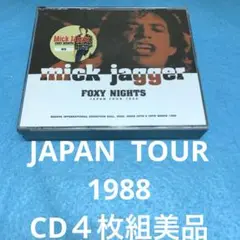 Mick Jagger
mick jagger
FOXY NIGHTS
JAPAN TOUR 1988
JAPAN TOUR
1988
CD４枚組美品